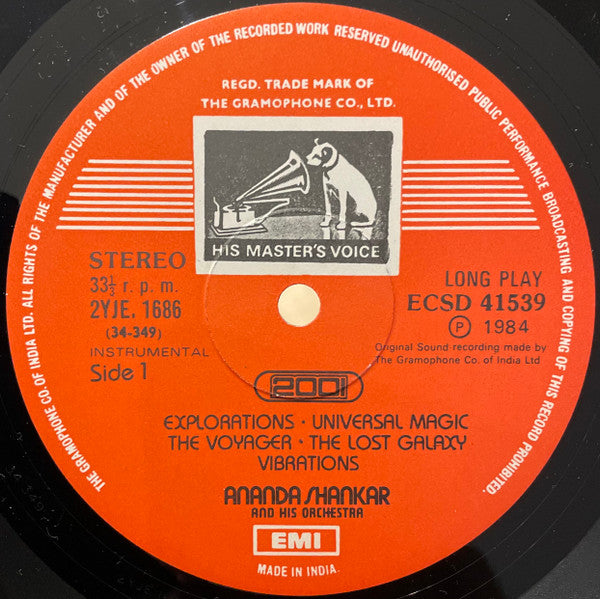 THE GRAMOPHONE CO. OF INDIA LTD. ALL RIGHTS OF THE MANUFACTURER AND OF THE OWNER OF THE RECORDED WORK RESERVED UNAUTHORISED PUBLIC PERFORMANCE BROADCASTING AND COPYING OF THIS RECORD PROHIBITED.
REGD. TRADE MARK OF
THE GRAMOPHONE CO., LTD.
HIS MASTER'S VOICE
STEREO
33⅓ r. p. m.
2YJE. 1686
(34-349)
INSTRUMENTAL
Side 1
LONG PLAY
ECSD 41539
℗ 1984
Original Sound-recording made by
The Gramophone Co. of India Ltd
2001
EXPLORATIONS · UNIVERSAL MAGIC
THE VOYAGER · THE LOST GALAXY
VIBRATIONS
ANANDA SHANKAR
AND HIS ORCHESTRA
EMI
MADE IN INDIA.